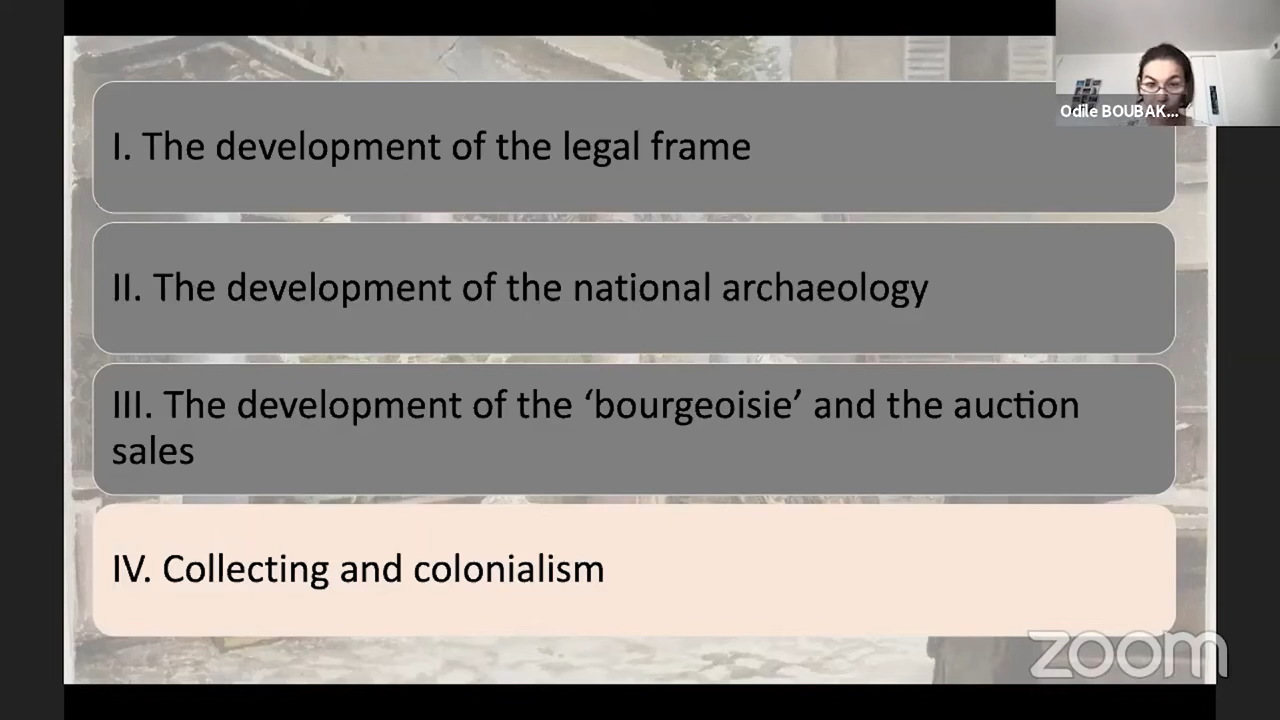 Odile BOUBAK...
I. The development of the legal frame
II. The development of the national archaeology
III. The development of the ‘bourgeoisie’ and the auction
sales
IV. Collecting and colonialism
zoom